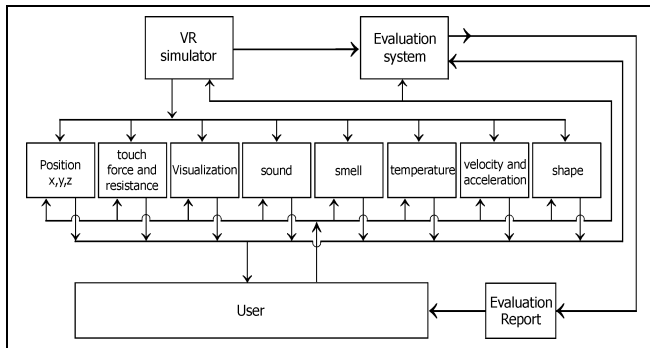 VR
simulator
Evaluation
system
Position
x,y,z
touch
force and
resistance
Visualization
sound
smell
temperature
velocity and
acceleration
shape
User
Evaluation
Report